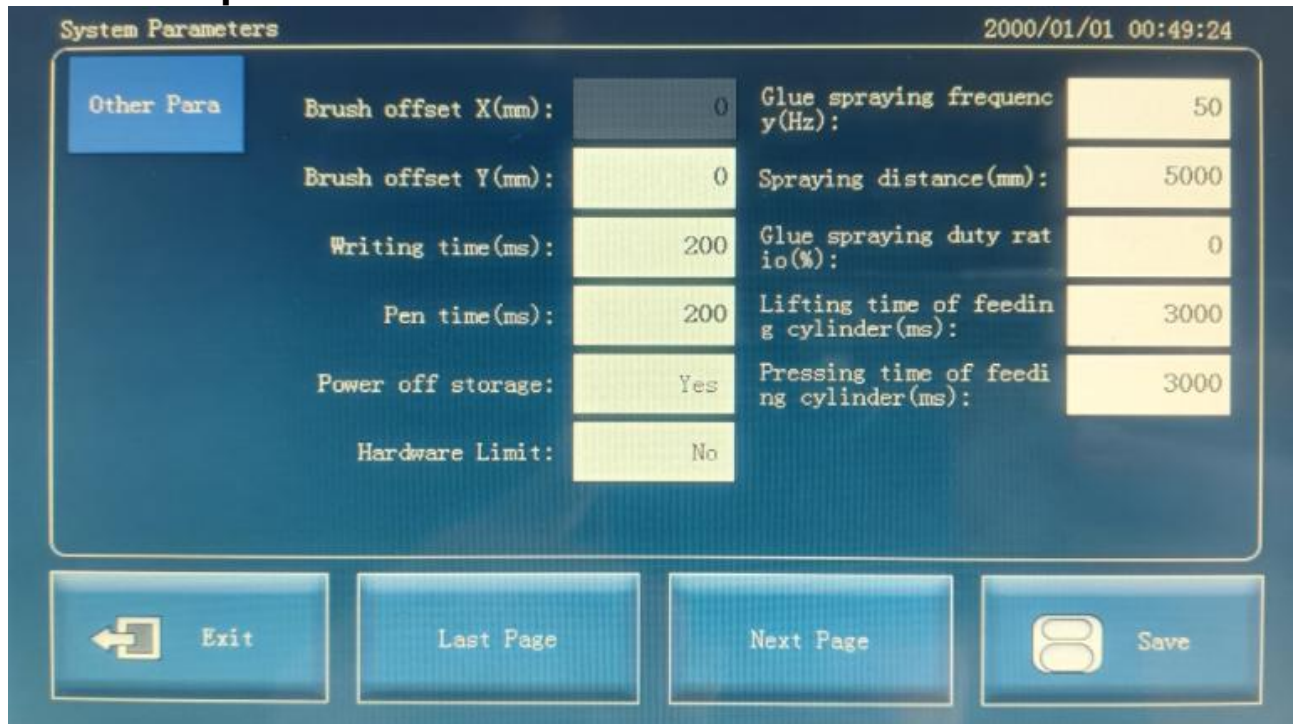 System Parameters
2000/01/01 00:49:24
Other Para
Brush offset X(mm):
0
Brush offset Y(mm):
0
Writing time(ms):
200
Pen time(ms):
200
Power off storage:
Yes
Hardware Limit:
No
Glue spraying frequenc
y(Hz):
50
Spraying distance(mm):
5000
Glue spraying duty rat
io(%):
0
Lifting time of feedin
g cylinder(ms):
3000
Pressing time of feedi
ng cylinder(ms):
3000
Exit
Last Page
Next Page
Save